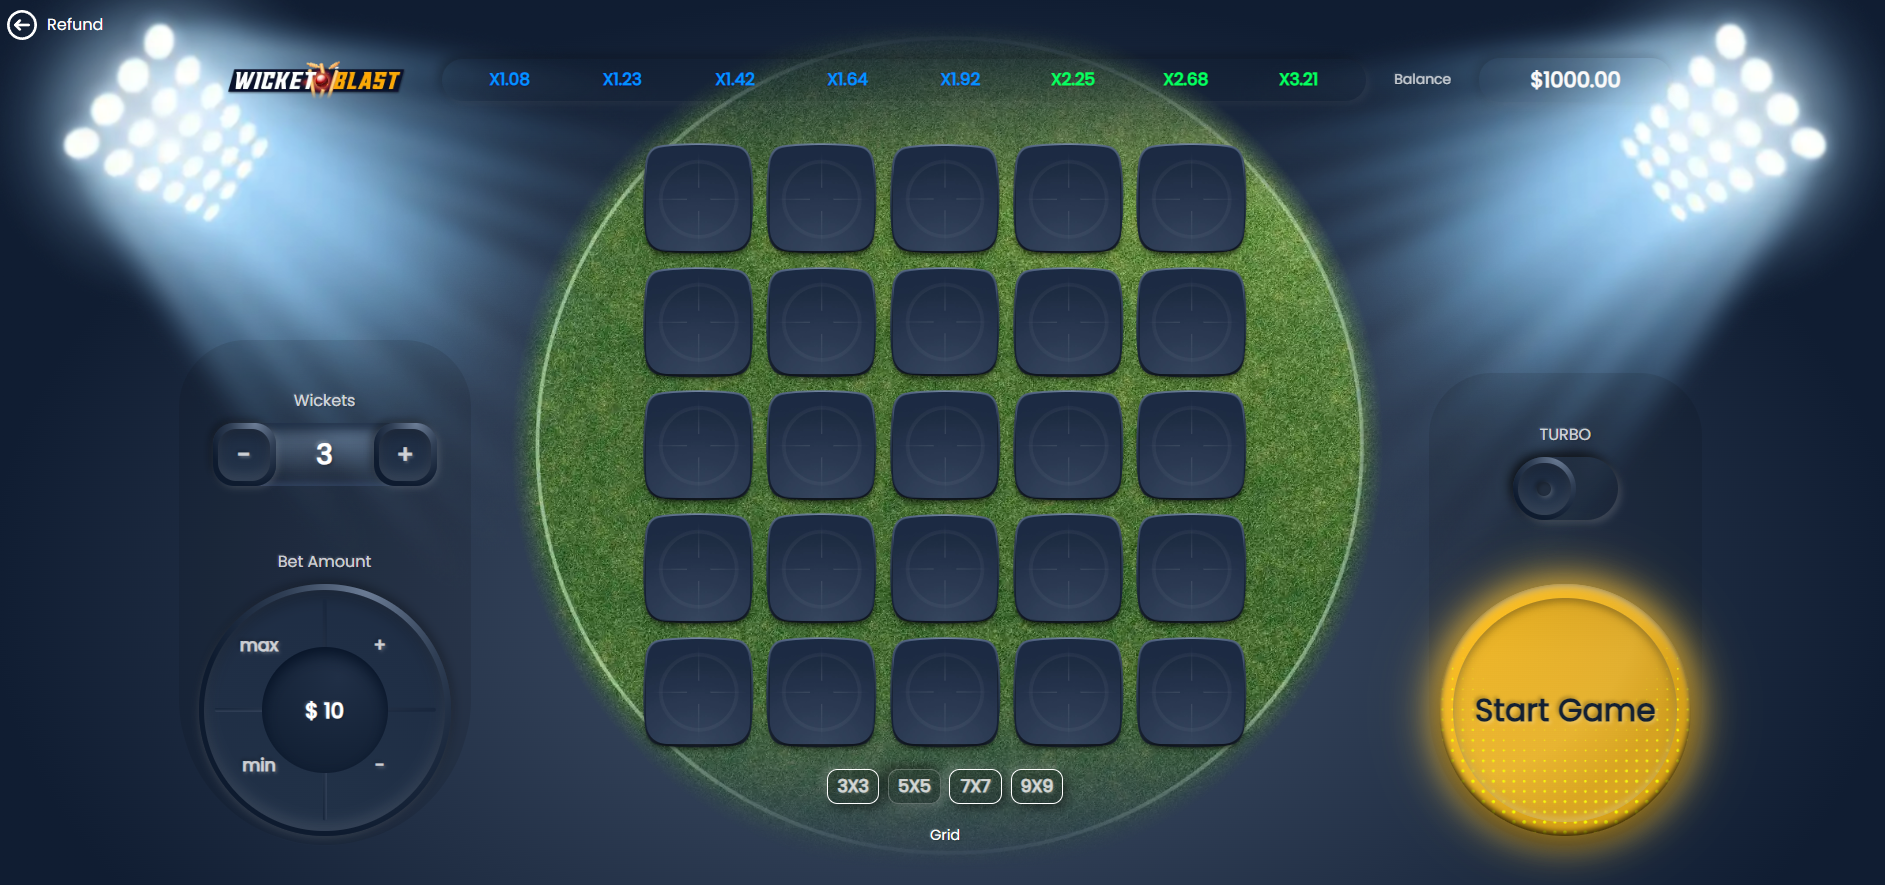 Refund
WICKET BLAST
X1.08 X1.23 X1.42 X1.64 X1.92 X2.25 X2.68 X3.21
Balance $1000.00
Wickets
- 3 +
TURBO
Bet Amount
max +
$ 10
min -
Start Game
3X3 5X5 7X7 9X9
Grid